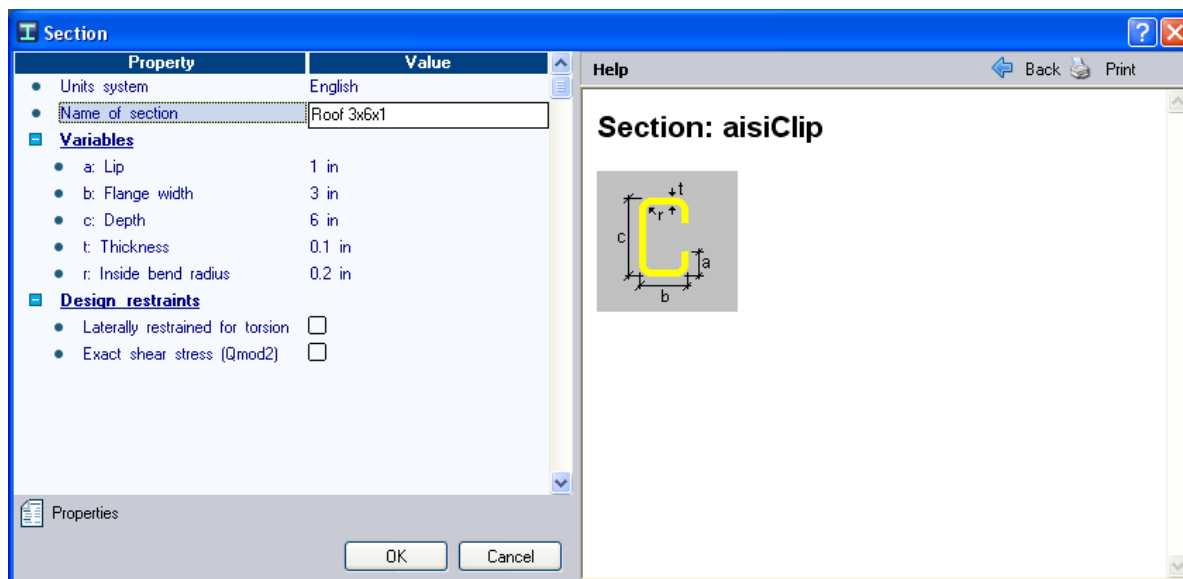 Section
Property Value
Units system English
Name of section Roof 3x6x1
Variables
a: Lip 1 in
b: Flange width 3 in
c: Depth 6 in
t: Thickness 0.1 in
r: Inside bend radius 0.2 in
Design restraints
Laterally restrained for torsion
Exact shear stress (Qmod2)
Properties
OK Cancel
Help Back Print
Section: aisiClip
t
r
c
a
b